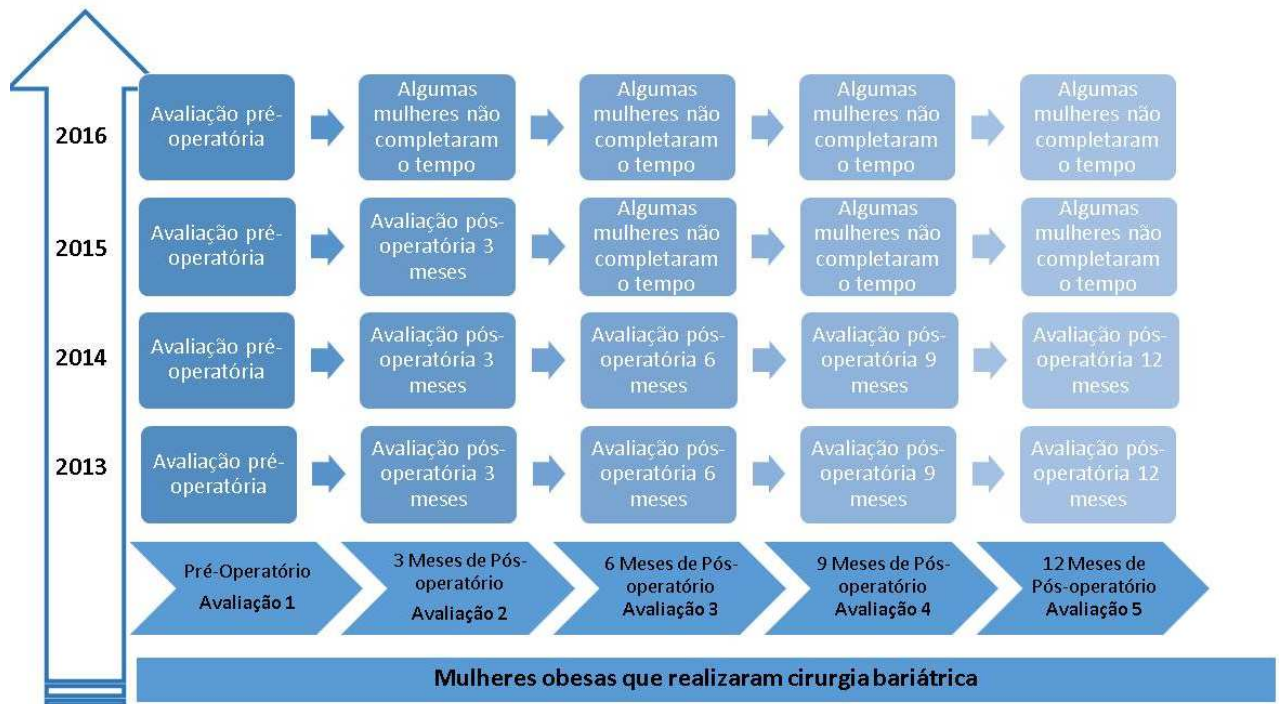 2016
Avaliação pré-
operatória
Algumas
mulheres não
completaram
o tempo
Algumas
mulheres não
completaram
o tempo
Algumas
mulheres não
completaram
o tempo
Algumas
mulheres não
completaram
o tempo
2015
Avaliação pré-
operatória
Avaliação pós-
operatória 3
meses
Algumas
mulheres não
completaram
o tempo
Algumas
mulheres não
completaram
o tempo
Algumas
mulheres não
completaram
o tempo
2014
Avaliação pré-
operatória
Avaliação pós-
operatória 3
meses
Avaliação pós-
operatória 6
meses
Avaliação pós-
operatória 9
meses
Avaliação pós-
operatória 12
meses
2013
Avaliação pré-
operatória
Avaliação pós-
operatória 3
meses
Avaliação pós-
operatória 6
meses
Avaliação pós-
operatória 9
meses
Avaliação pós-
operatória 12
meses
Pré-Operatório
Avaliação 1
3 Meses de Pós-
operatório
Avaliação 2
6 Meses de Pós-
operatório
Avaliação 3
9 Meses de Pós-
operatório
Avaliação 4
12 Meses de
Pós-operatório
Avaliação 5
Mulheres obesas que realizaram cirurgia bariátrica